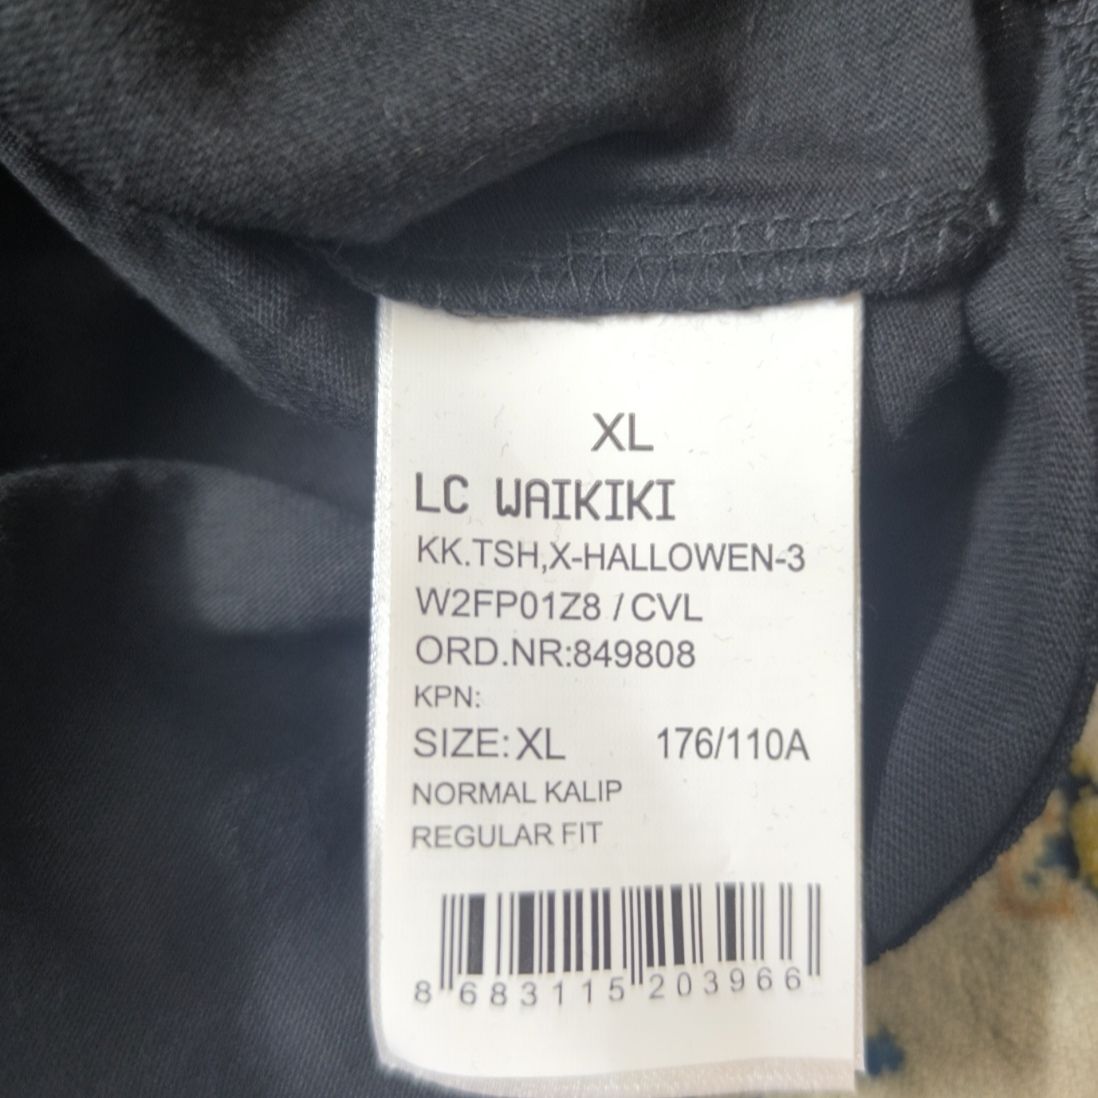 XL
LC WAIKIKI
KK.TSH,X-HALLOWEN-3
W2FP01Z8 / CVL
ORD.NR:849808
KPN:
SIZE: XL 176/110A
NORMAL KALIP
REGULAR FIT
8 683115 203966